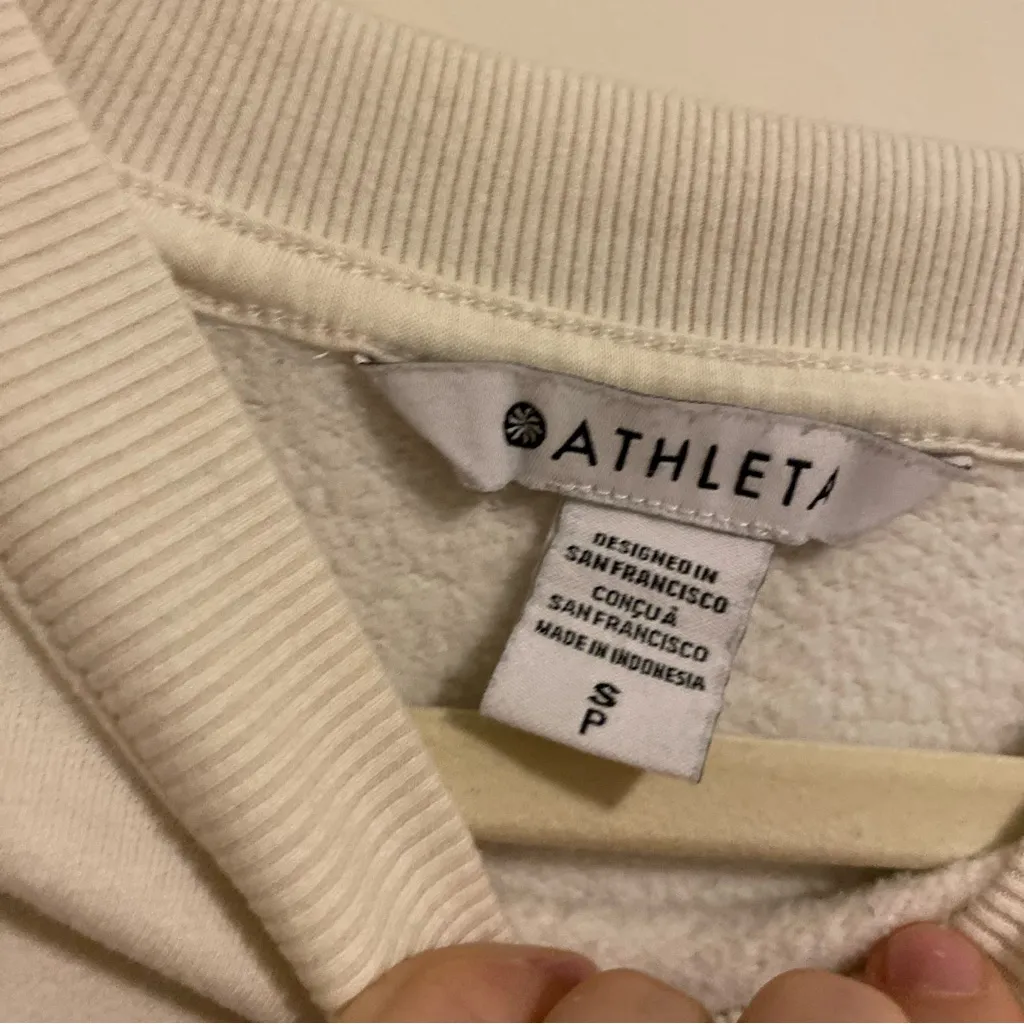 ATHLETA
DESIGNED IN
SAN FRANCISCO
CONÇU À
SAN FRANCISCO
MADE IN INDONESIA
S
P